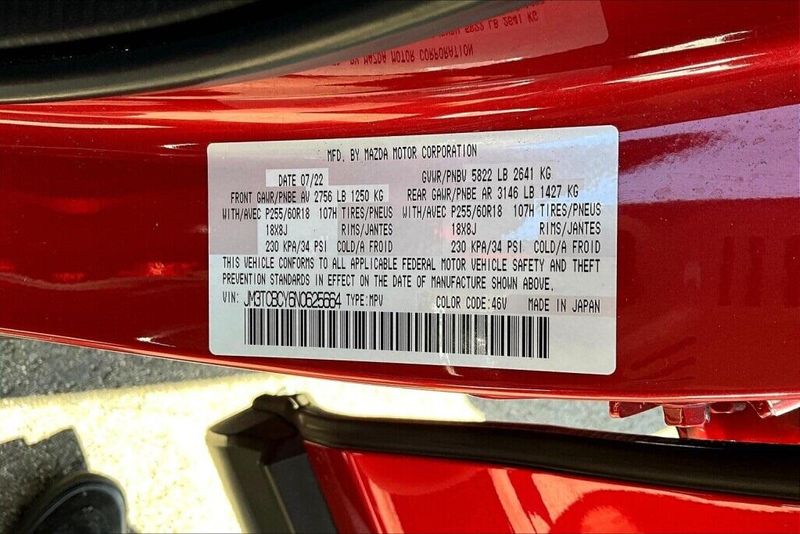 MFD. BY MAZDA MOTOR CORPORATION
DATE 07/22 GVWR/PNBV 5822 LB 2641 KG
FRONT GAWR/PNBE AV 2756 LB 1250 KG REAR GAWR/PNBE AR 3146 LB 1427 KG
WITH/AVEC P255/60R18 107H TIRES/PNEUS WITH/AVEC P255/60R18 107H TIRES/PNEUS
18X8J RIMS/JANTES 18X8J RIMS/JANTES
230 KPA/34 PSI COLD/A FROID 230 KPA/34 PSI COLD/A FROID
THIS VEHICLE CONFORMS TO ALL APPLICABLE FEDERAL MOTOR VEHICLE SAFETY AND THEFT
PREVENTION STANDARDS IN EFFECT ON THE DATE OF MANUFACTURE SHOWN ABOVE.
VIN: JM3TCBCY6N0625664 TYPE:MPV COLOR CODE:46V MADE IN JAPAN